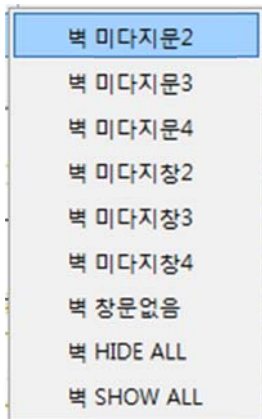 벽 미다지문2
벽 미다지문3
벽 미다지문4
벽 미다지창2
벽 미다지창3
벽 미다지창4
벽 창문없음
벽 HIDE ALL
벽 SHOW ALL